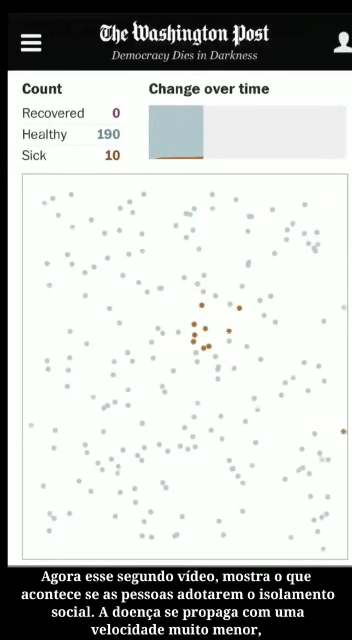 The Washington Post
Democracy Dies in Darkness
Count
Recovered 0
Healthy 190
Sick 10
Change over time
Agora esse segundo vídeo, mostra o que
acontece se as pessoas adotarem o isolamento
social. A doença se propaga com uma
velocidade muito menor,